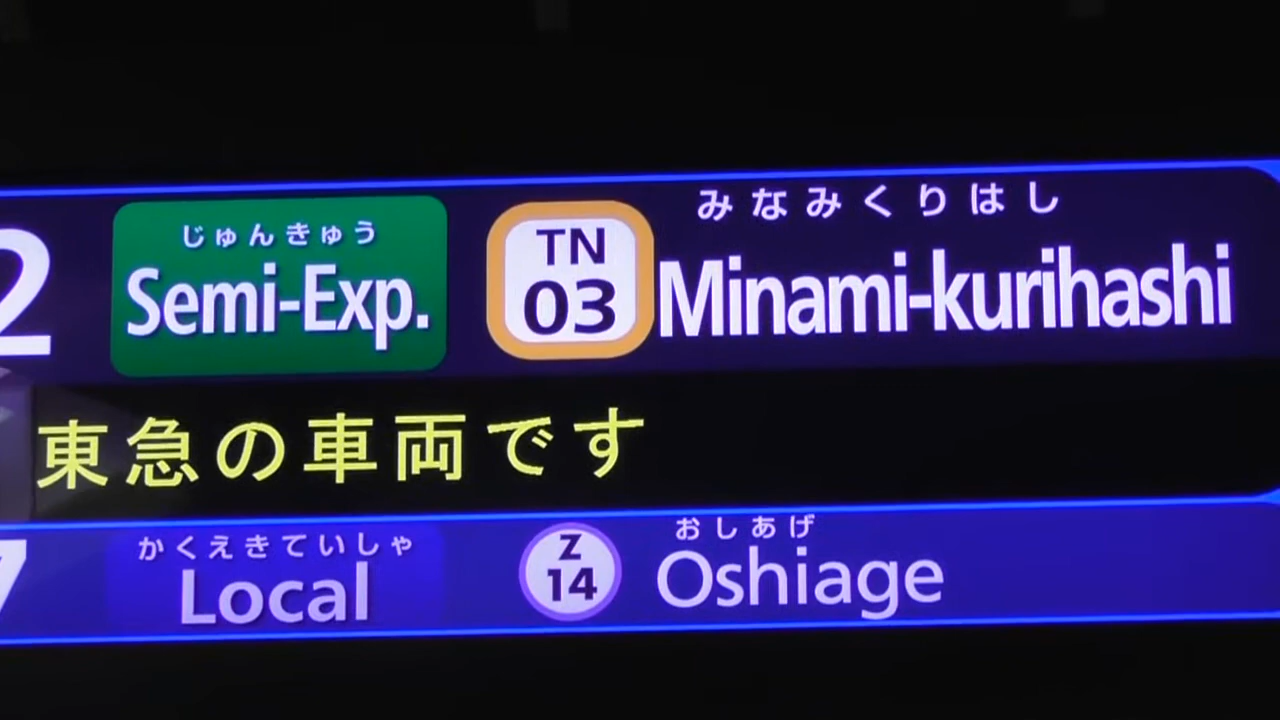 2 じゅんきゅう Semi-Exp. TN 03 みなみくりはし Minami-kurihashi
東急の車両です
7 かくえきていしゃ Local Z 14 おしあげ Oshiage